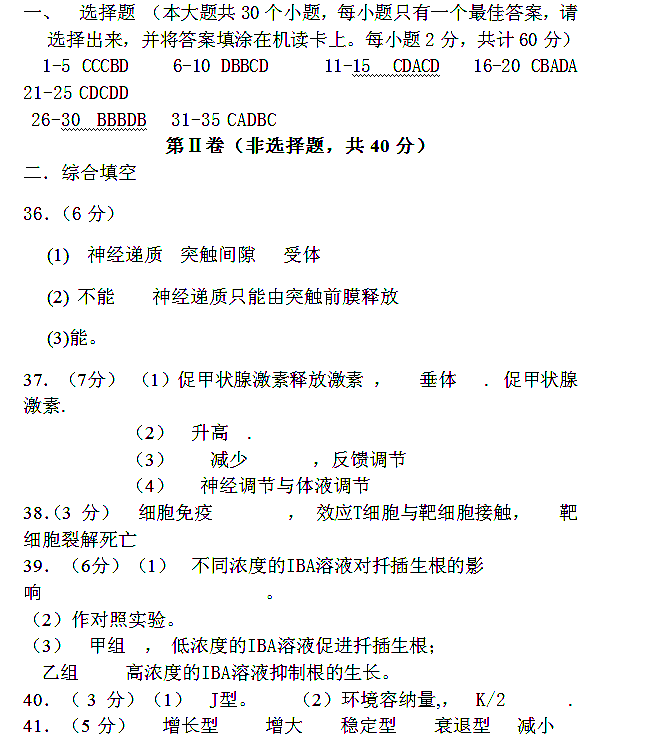 一、 选择题 (本大题共 30 个小题，每小题只有一个最佳答案，请
选择出来，并将答案填涂在机读卡上。每小题 2 分，共计 60 分)
1-5 CCCBD 6-10 DBBCD 11-15 CDACD 16-20 CBADA
21-25 CDCDD
26-30 BBBDB 31-35 CADBC
第Ⅱ卷（非选择题，共 40 分）
二．综合填空
36．（6 分）
(1) 神经递质 突触间隙 受体
(2) 不能 神经递质只能由突触前膜释放
(3)能。
37．（7分） （1）促甲状腺激素释放激素 ， 垂体 ．促甲状腺
激素.
（2） 升高 .
（3） 减少 ，反馈调节
（4） 神经调节与体液调节
38.（3 分） 细胞免疫 ， 效应T细胞与靶细胞接触， 靶
细胞裂解死亡
39．（6分）（1） 不同浓度的IBA溶液对扦插生根的影
响 。
（2）作对照实验。
（3） 甲组 ，低浓度的IBA溶液促进扦插生根；
乙组 高浓度的IBA溶液抑制根的生长。
40．（ 3 分）（1） J型。 （2）环境容纳量,， K/2 .
41．（5 分） 增长型 增大 稳定型 衰退型 减小